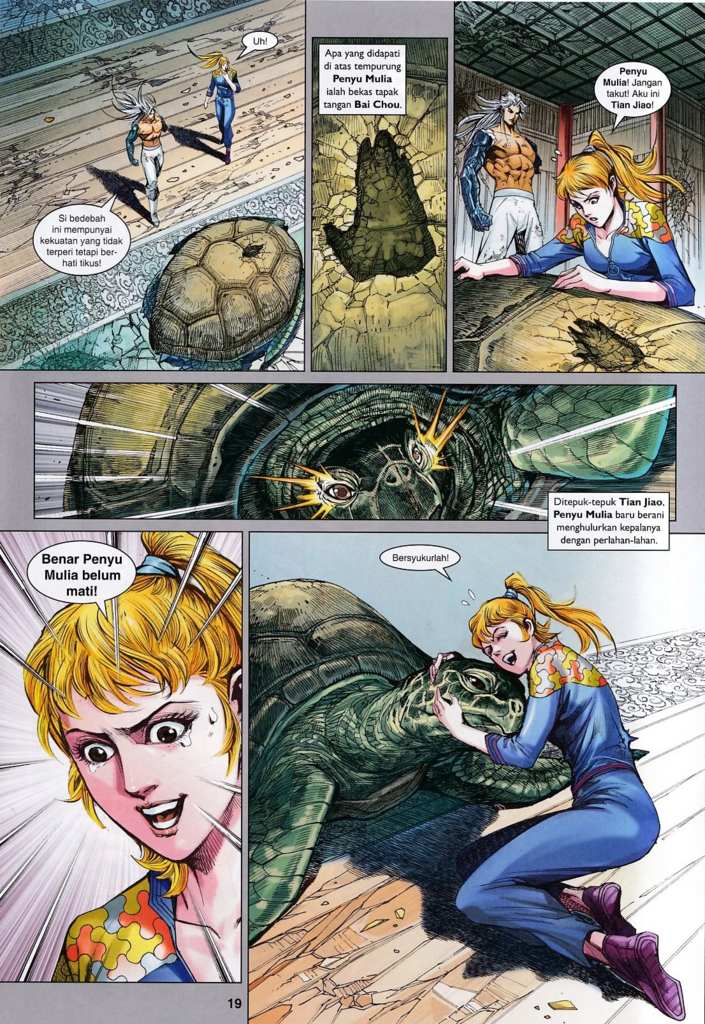 Uh!
Si bedebah
ini mempunyai
kekuatan yang tidak
terperi tetapi ber-
hati tikus!
Apa yang didapati
di atas tempurung
Penyu Mulia
ialah bekas tapak
tangan Bai Chou.
Penyu
Mulia! Jangan
takut! Aku ini
Tian Jiao!
Ditepuk-tepuk Tian Jiao.
Penyu Mulia baru berani
menghulurkan kepalanya
dengan perlahan-lahan.
Benar Penyu
Mulia belum
mati!
Bersyukurlah!
19